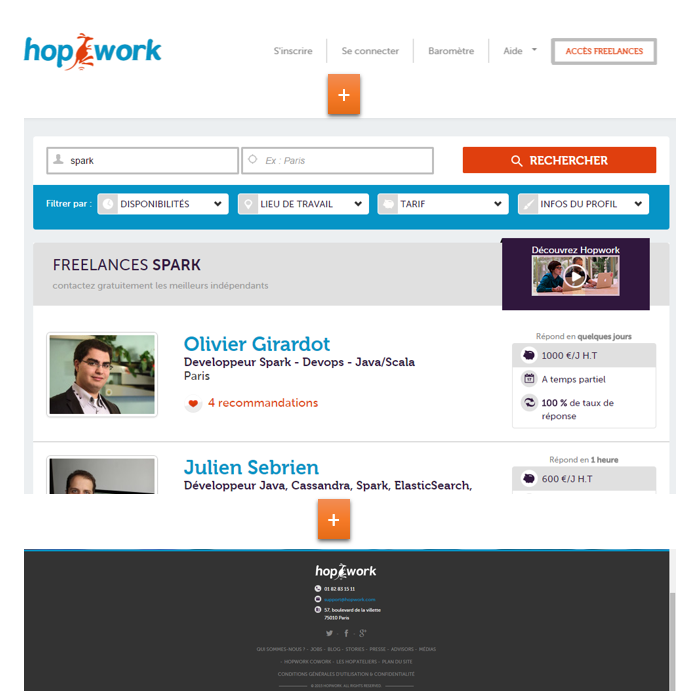 hopwork
S'inscrire
Se connecter
Baromètre
Aide
ACCÈS FREELANCES
+
spark
Ex : Paris
RECHERCHER
Filtrer par :
DISPONIBILITÉS
LIEU DE TRAVAIL
TARIF
INFOS DU PROFIL
FREELANCES SPARK
contactez gratuitement les meilleurs indépendants
Découvrez Hopwork
Olivier Girardot
Developpeur Spark - Devops - Java/Scala
Paris
4 recommandations
Répond en quelques jours
1000 €/J H.T
A temps partiel
100 % de taux de
réponse
Julien Sebrien
Développeur Java, Cassandra, Spark, ElasticSearch,
Répond en 1 heure
600 €/J H.T
+
hopwork
01 82 83 15 11
support@hopwork.com
57, boulevard de la villette
75010 Paris
QUI SOMMES-NOUS ? - JOBS - BLOG - STORIES - PRESSE - ADVISORS - MÉDIAS
- HOPWORK COWORK - LES HOP'ATELIERS - PLAN DU SITE
CONDITIONS GÉNÉRALES D'UTILISATION & CONFIDENTIALITÉ
© 2015 HOPWORK. ALL RIGHTS RESERVED.